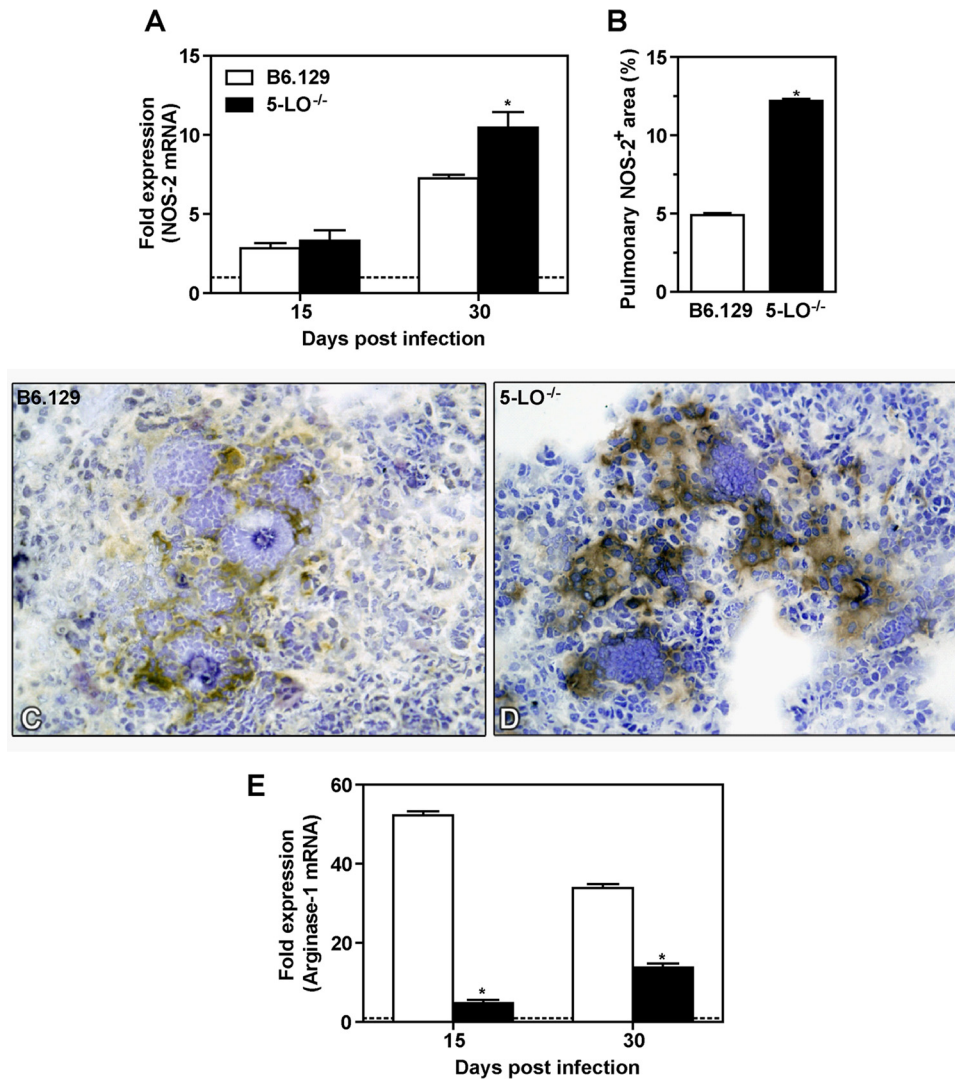 A
Fold expression
(NOS-2 mRNA)
15
10
5
0
B6.129
5-LO-/-
*
15
30
Days post infection
B
Pulmonary NOS-2+ area (%)
15
10
5
0
*
B6.129
5-LO-/-
B6.129
C
5-LO-/-
D
E
Fold expression
(Arginase-1 mRNA)
60
40
20
0
*
*
15
30
Days post infection